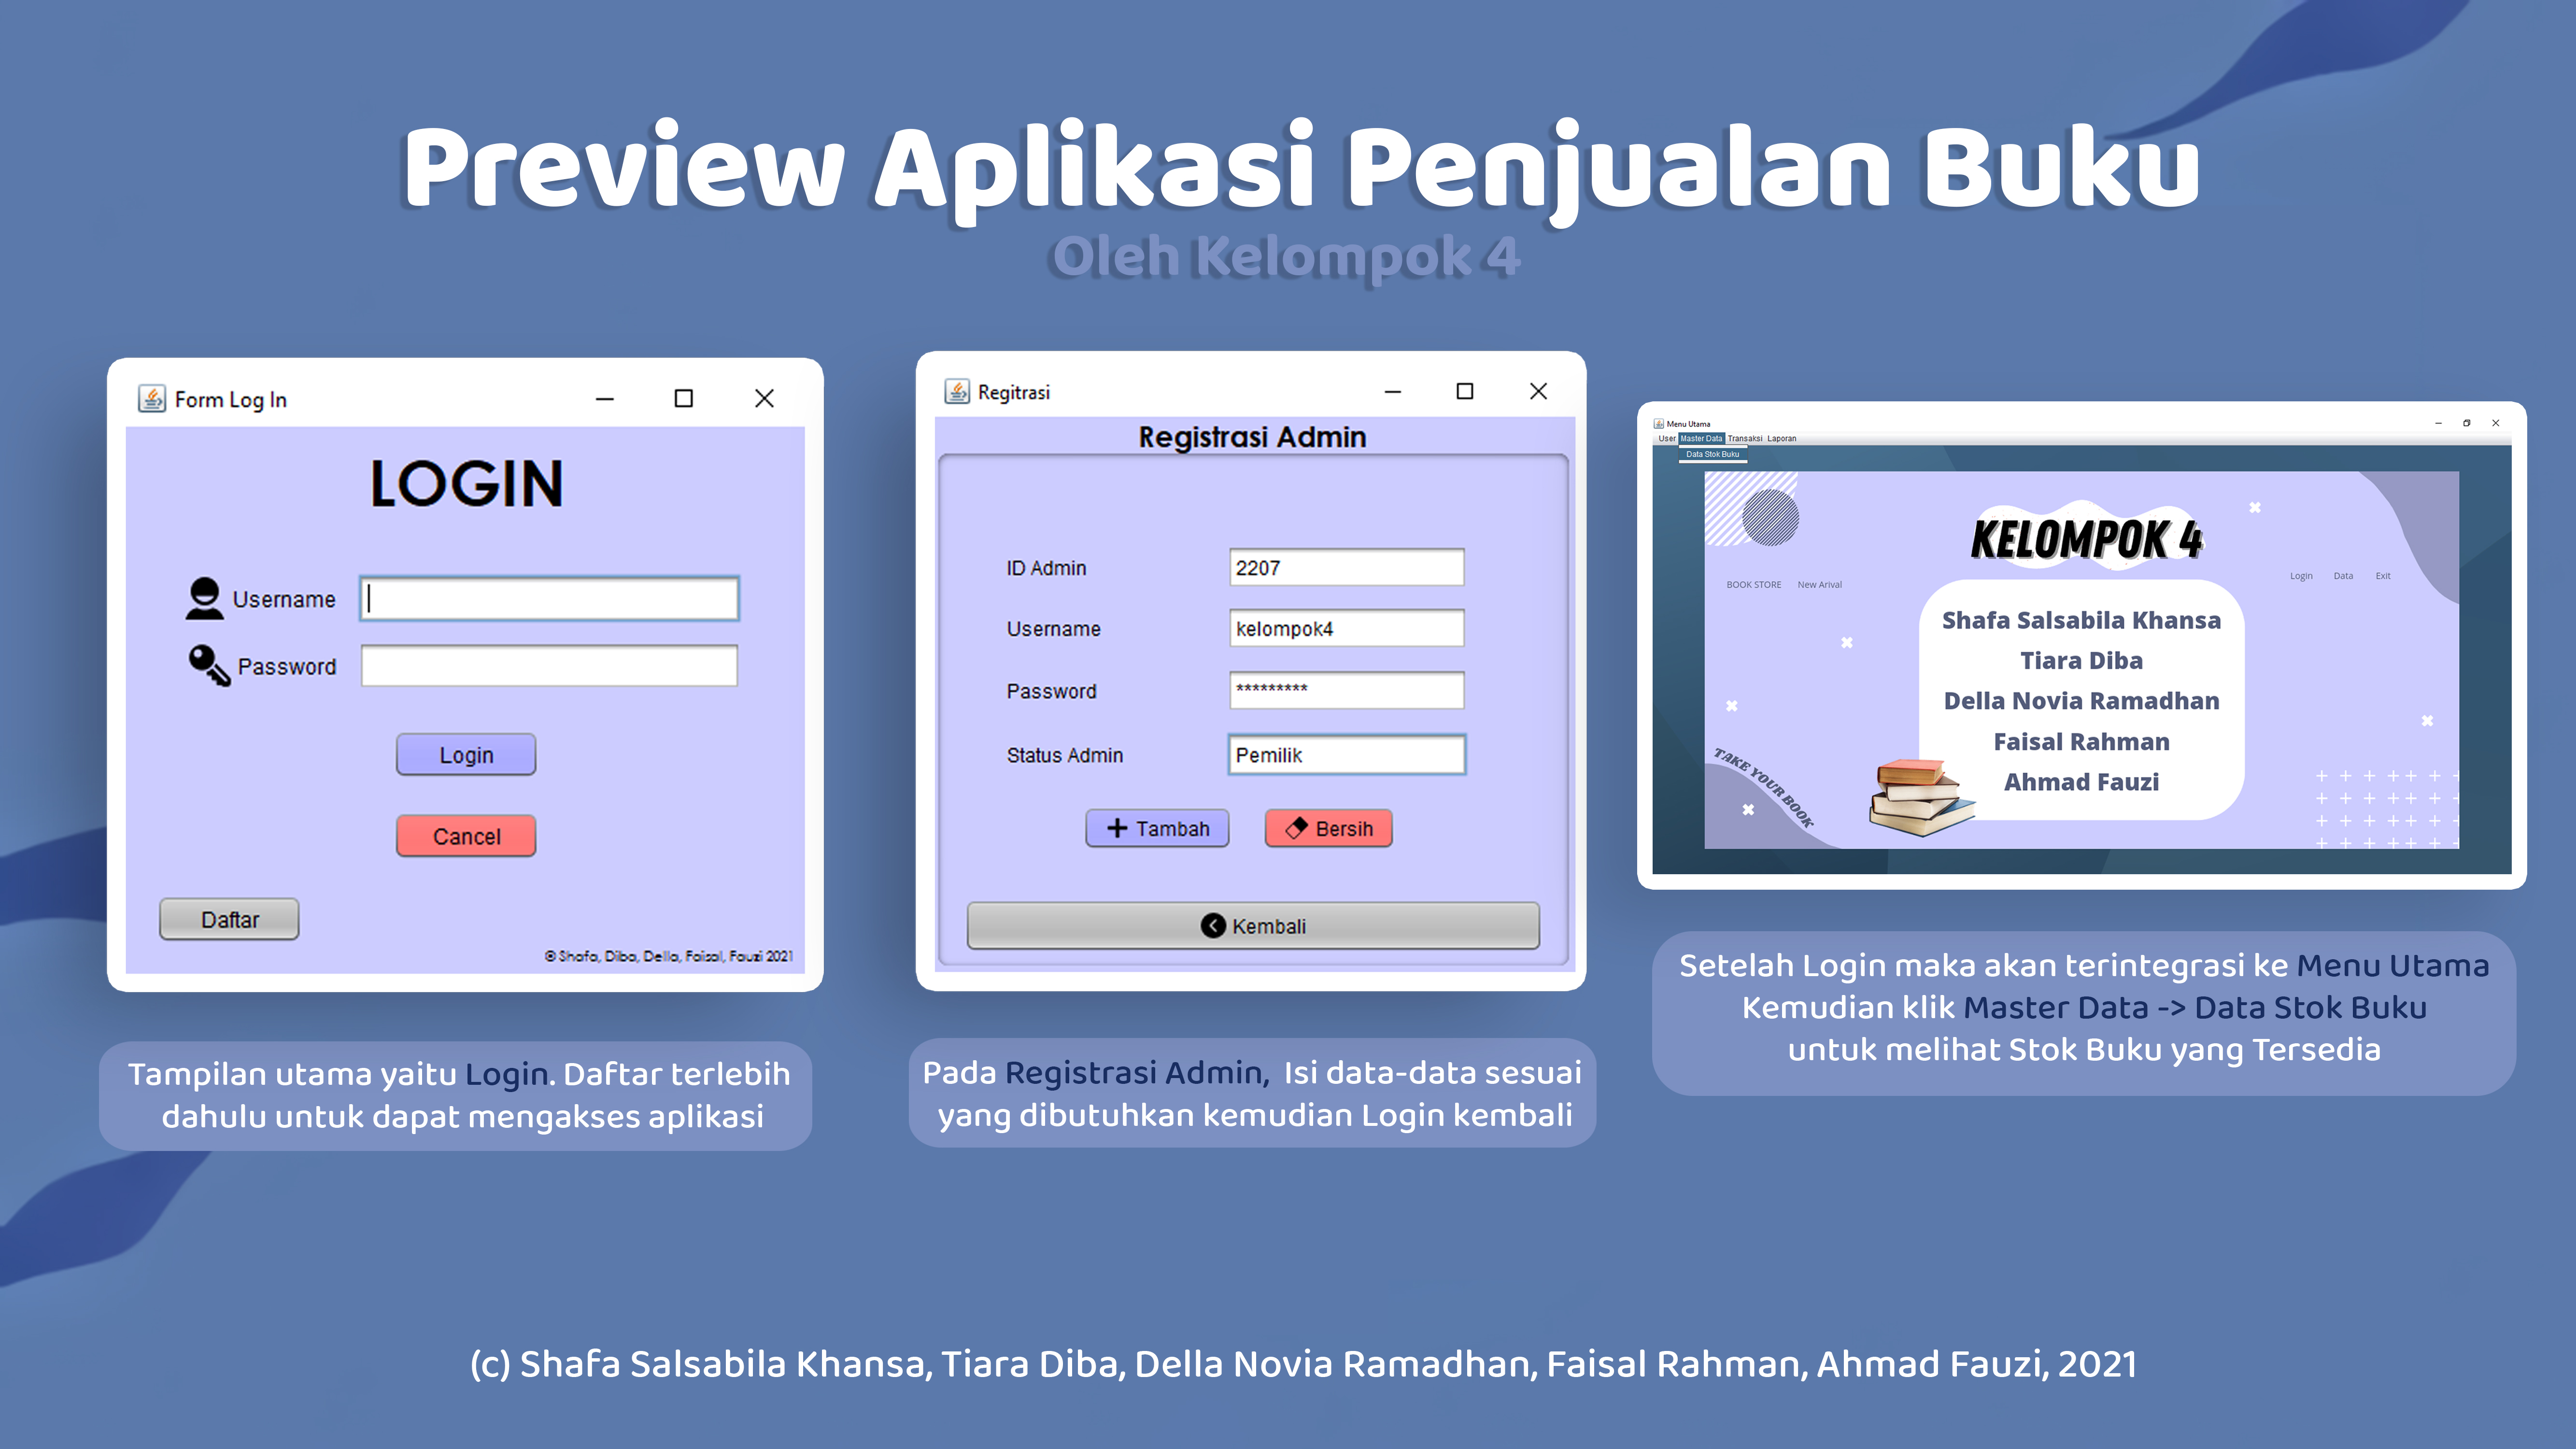 Preview Aplikasi Penjualan Buku
Oleh Kelompok 4
Form Log In
LOGIN
Username
Password
Login
Cancel
Daftar
© Shafa, Diba, Della, Faisal, Fauzi 2021
Tampilan utama yaitu Login. Daftar terlebih
dahulu untuk dapat mengakses aplikasi
Regitrasi
Registrasi Admin
ID Admin 2207
Username kelompok4
Password *********
Status Admin Pemilik
Tambah Bersih
Kembali
Pada Registrasi Admin, Isi data-data sesuai
yang dibutuhkan kemudian Login kembali
Menu Utama
User Master Data Transaksi Laporan
Data Stok Buku
KELOMPOK 4
BOOK STORE New Arival Login Data Exit
Shafa Salsabila Khansa
Tiara Diba
Della Novia Ramadhan
Faisal Rahman
Ahmad Fauzi
TAKE YOUR BOOK
Setelah Login maka akan terintegrasi ke Menu Utama
Kemudian klik Master Data -> Data Stok Buku
untuk melihat Stok Buku yang Tersedia
(c) Shafa Salsabila Khansa, Tiara Diba, Della Novia Ramadhan, Faisal Rahman, Ahmad Fauzi, 2021